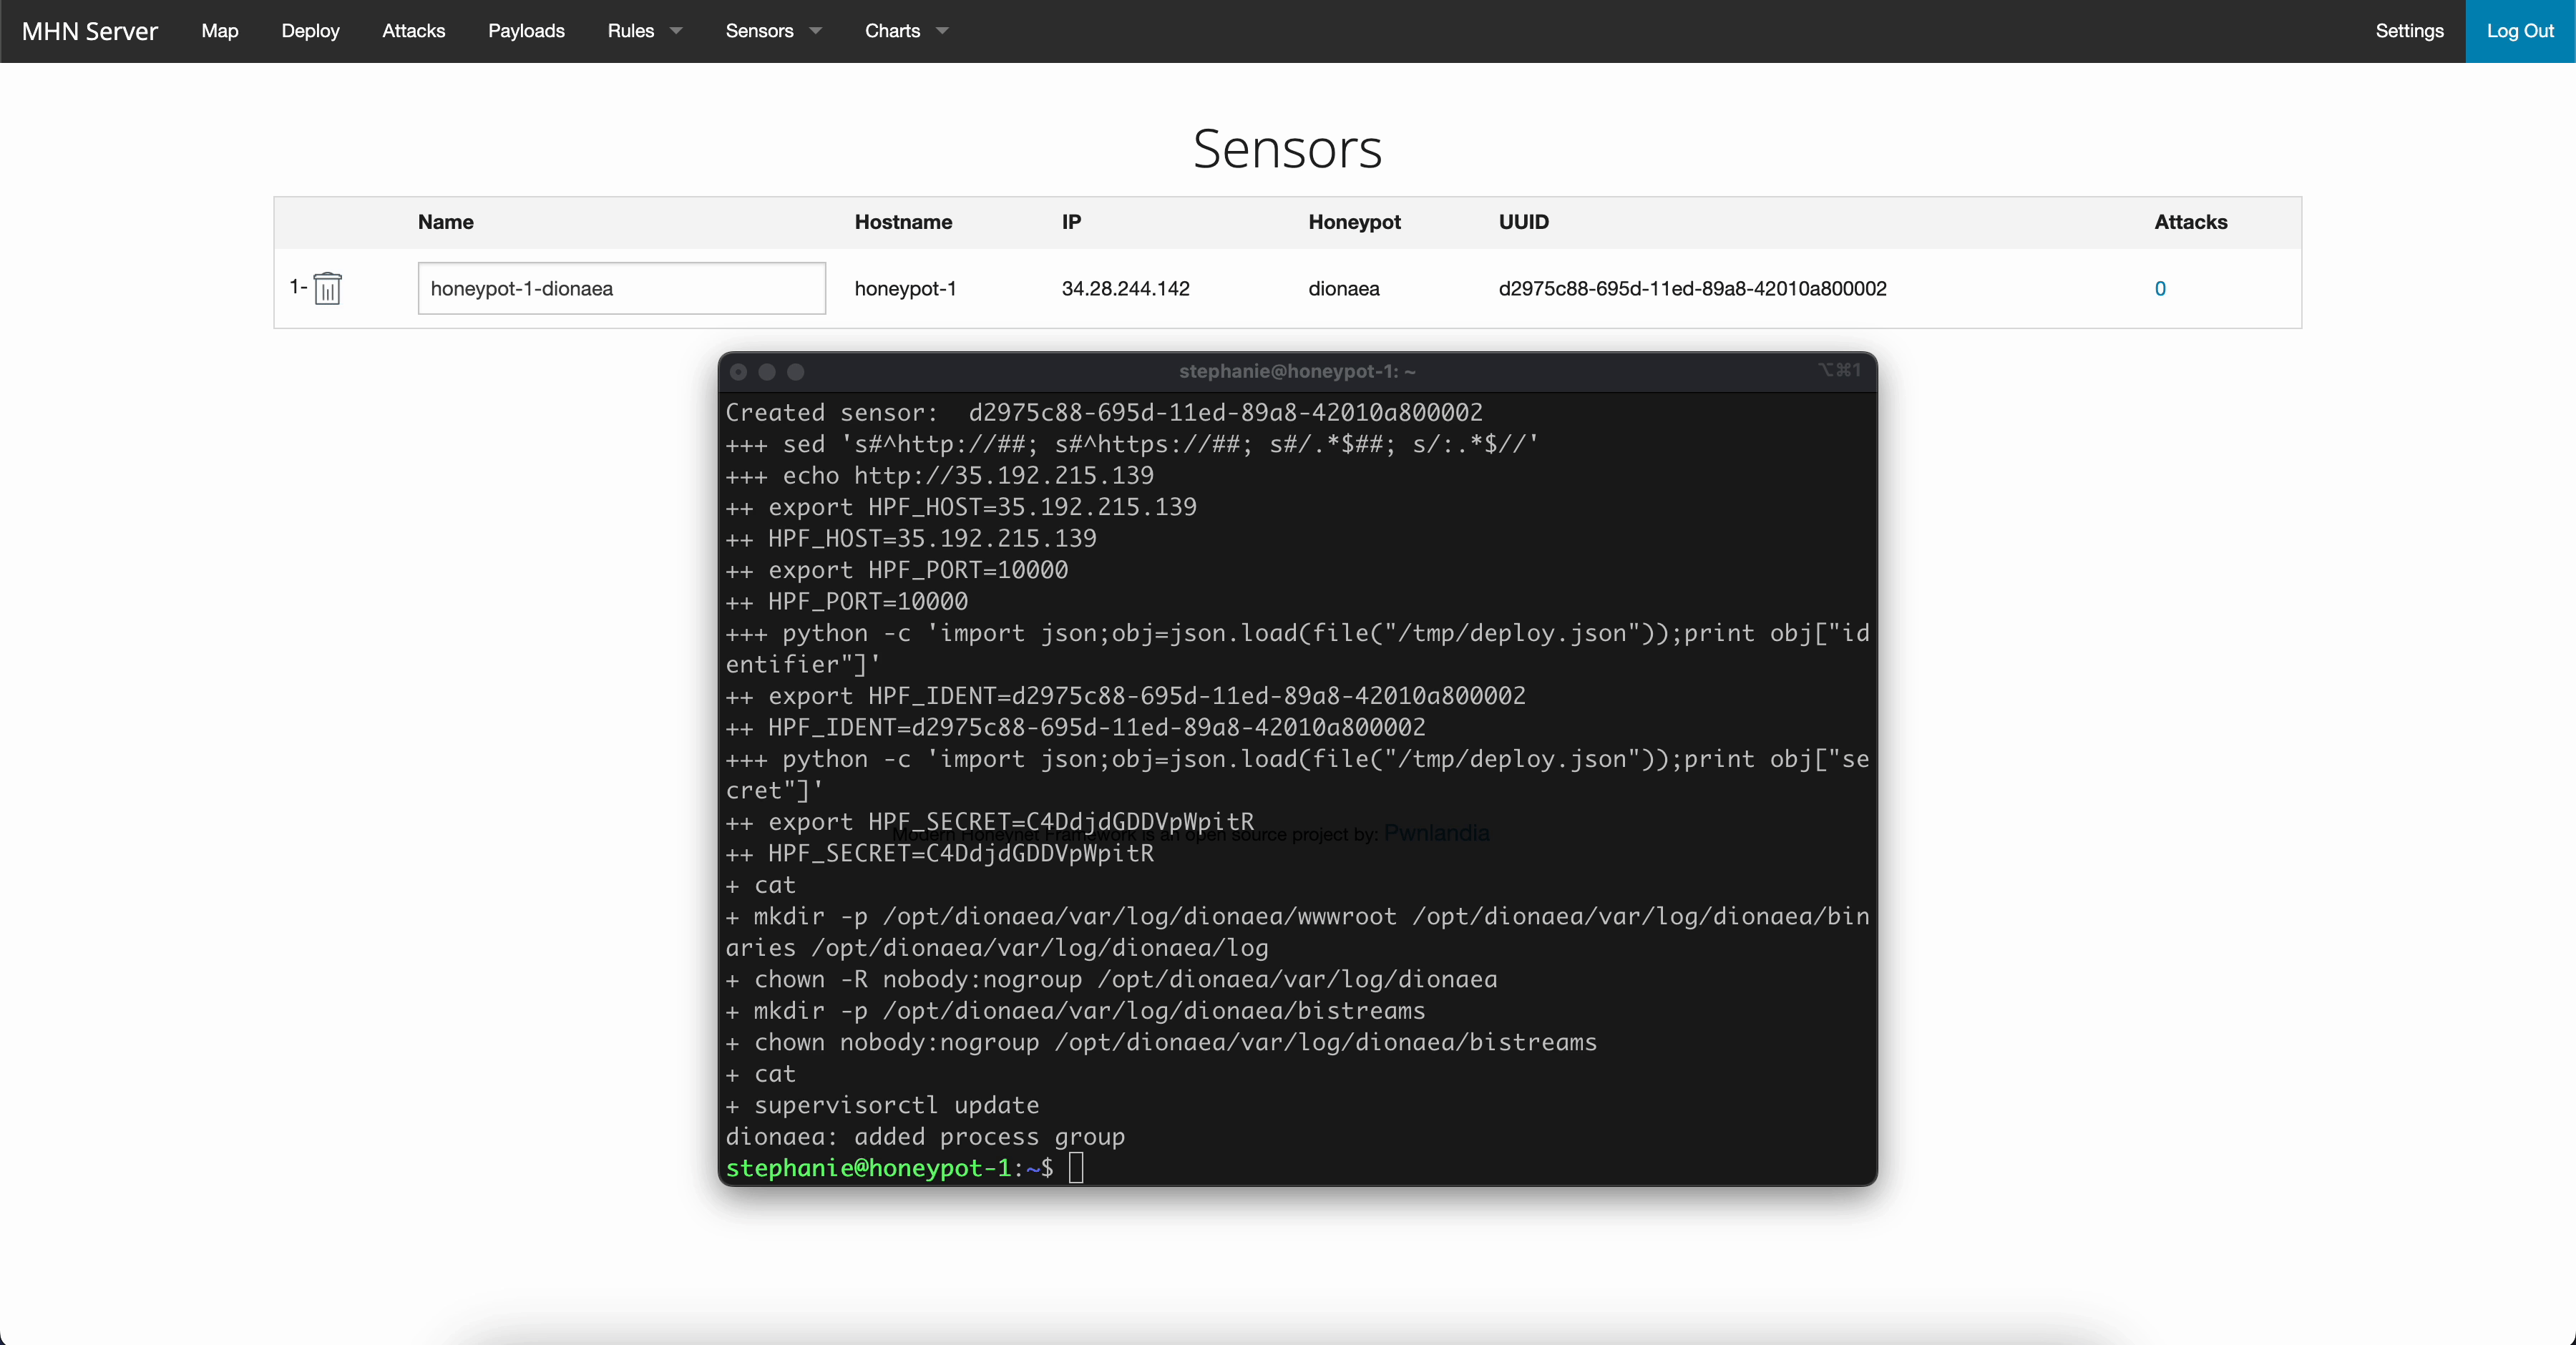 MHN Server Map Deploy Attacks Payloads Rules Sensors Charts Settings Log Out
Sensors
Name Hostname IP Honeypot UUID Attacks
1- honeypot-1-dionaea honeypot-1 34.28.244.142 dionaea d2975c88-695d-11ed-89a8-42010a800002 0
stephanie@honeypot-1: ~ ⌥⌘1
Created sensor:  d2975c88-695d-11ed-89a8-42010a800002
+++ sed 's#^http://##; s#^https://##; s#/.*$##; s/:.*$//'
+++ echo http://35.192.215.139
++ export HPF_HOST=35.192.215.139
++ HPF_HOST=35.192.215.139
++ export HPF_PORT=10000
++ HPF_PORT=10000
+++ python -c 'import json;obj=json.load(file("/tmp/deploy.json"));print obj["id
entifier"]'
++ export HPF_IDENT=d2975c88-695d-11ed-89a8-42010a800002
++ HPF_IDENT=d2975c88-695d-11ed-89a8-42010a800002
+++ python -c 'import json;obj=json.load(file("/tmp/deploy.json"));print obj["se
cret"]'
++ export HPF_SECRET=C4DdjdGDDVpWpitR
Modern Honeynet Framework is an open source project by: Pwnlandia
++ HPF_SECRET=C4DdjdGDDVpWpitR
+ cat
+ mkdir -p /opt/dionaea/var/log/dionaea/wwwroot /opt/dionaea/var/log/dionaea/bin
aries /opt/dionaea/var/log/dionaea/log
+ chown -R nobody:nogroup /opt/dionaea/var/log/dionaea
+ mkdir -p /opt/dionaea/var/log/dionaea/bistreams
+ chown nobody:nogroup /opt/dionaea/var/log/dionaea/bistreams
+ cat
+ supervisorctl update
dionaea: added process group
stephanie@honeypot-1:~$